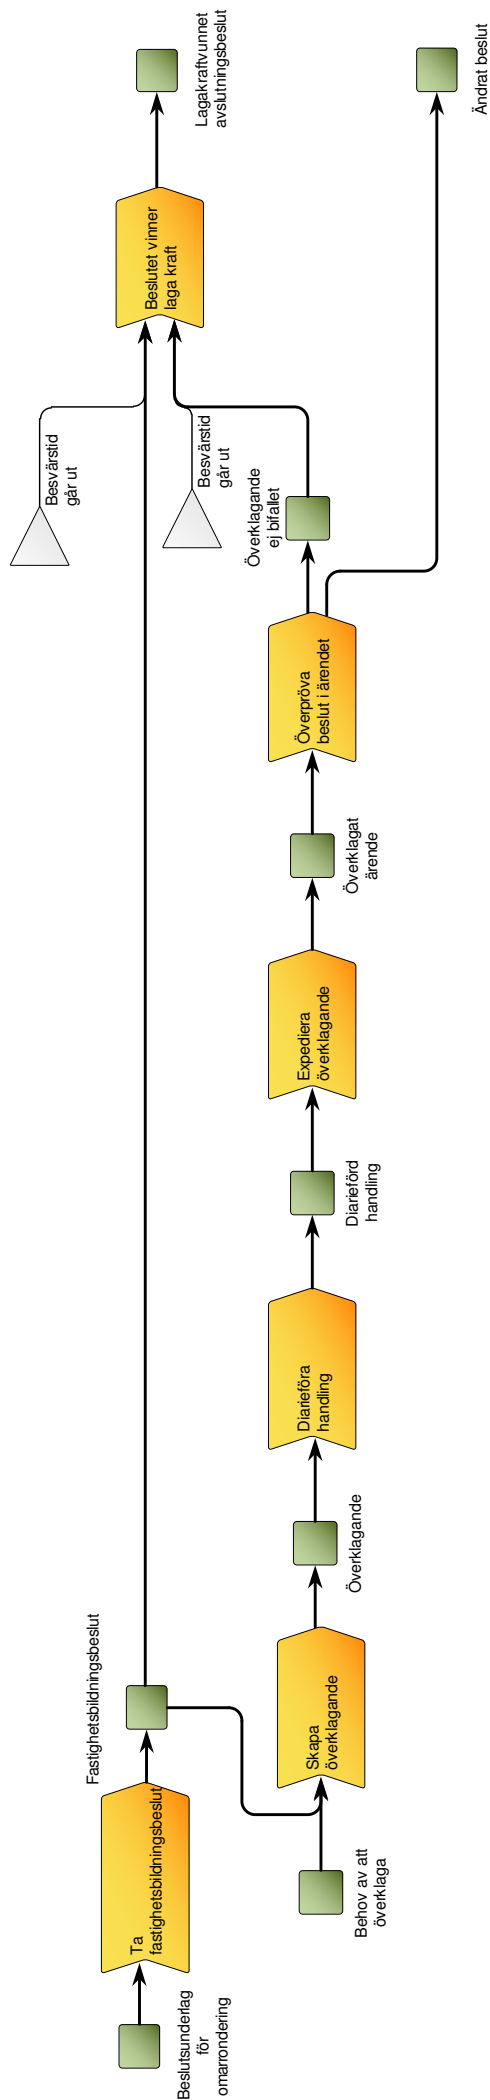 Beslutsunderlag
för
omarrondering
Ta
fastighetsbildningsbeslut
Fastighetsbildningsbeslut
Besvärstid
går ut
Beslutet vinner
laga kraft
Lagakraftvunnet
avslutningsbeslut
Behov av att
överklaga
Skapa
överklagande
Överklagande
Diarieföra
handling
Diarieförd
handling
Expediera
överklagande
Överklagat
ärende
Överpröva
beslut i ärendet
Överklagande
ej bifallet
Besvärstid
går ut
Ändrat beslut